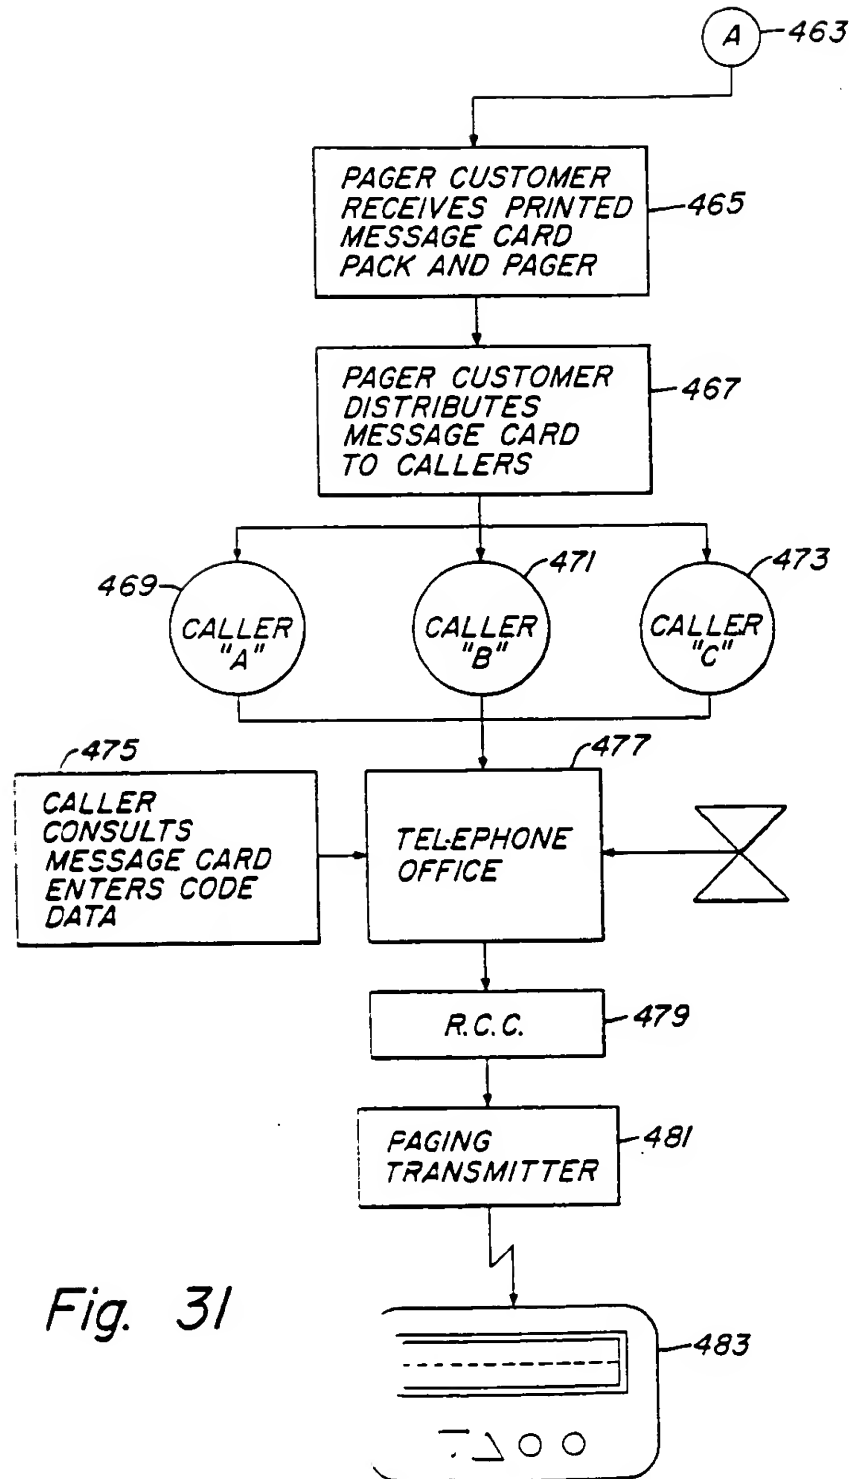 A
463
PAGER CUSTOMER
RECEIVES PRINTED
MESSAGE CARD
PACK AND PAGER
465
PAGER CUSTOMER
DISTRIBUTES
MESSAGE CARD
TO CALLERS
467
469
CALLER
"A"
471
CALLER
"B"
473
CALLER
"C"
475
CALLER
CONSULTS
MESSAGE CARD
ENTERS CODE
DATA
477
TELEPHONE
OFFICE
R.C.C.
479
PAGING
TRANSMITTER
481
Fig. 31
483